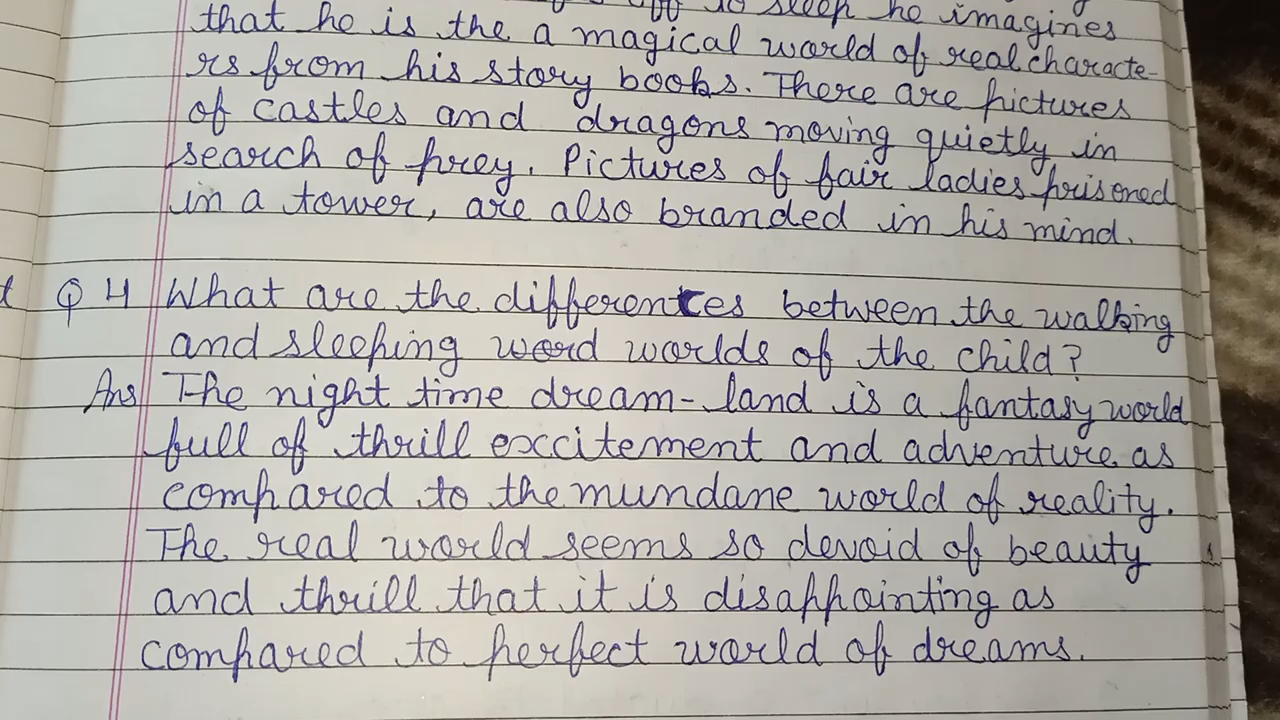 to sleep he imagines
that he is the a magical world of real characte-
rs from his story books. There are pictures
of castles and dragons moving quietly in
search of prey. Pictures of fair ladies prisoned
in a tower, are also branded in his mind.
Q 4 What are the differentces between the walking
and sleeping word worlds of the child?
Ans The night time dream-land is a fantasy world
full of thrill excitement and adventure as
compared to the mundane world of reality.
The real world seems so devoid of beauty
and thrill that it is disappointing as
compared to perfect world of dreams.